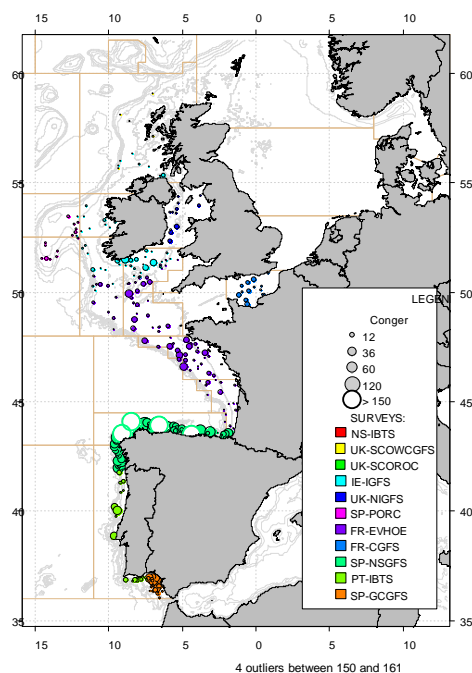 60
60
55
55
50
50
45
45
40
40
35
35
15 10 5 0 5 10
15 10 5 0 5 10
LEGEN
Conger
12
36
60
120
> 150
SURVEYS:
NS-IBTS
UK-SCOWCGFS
UK-SCOROC
IE-IGFS
UK-NIGFS
SP-PORC
FR-EVHOE
FR-CGFS
SP-NSGFS
PT-IBTS
SP-GCGFS
4 outliers between 150 and 161